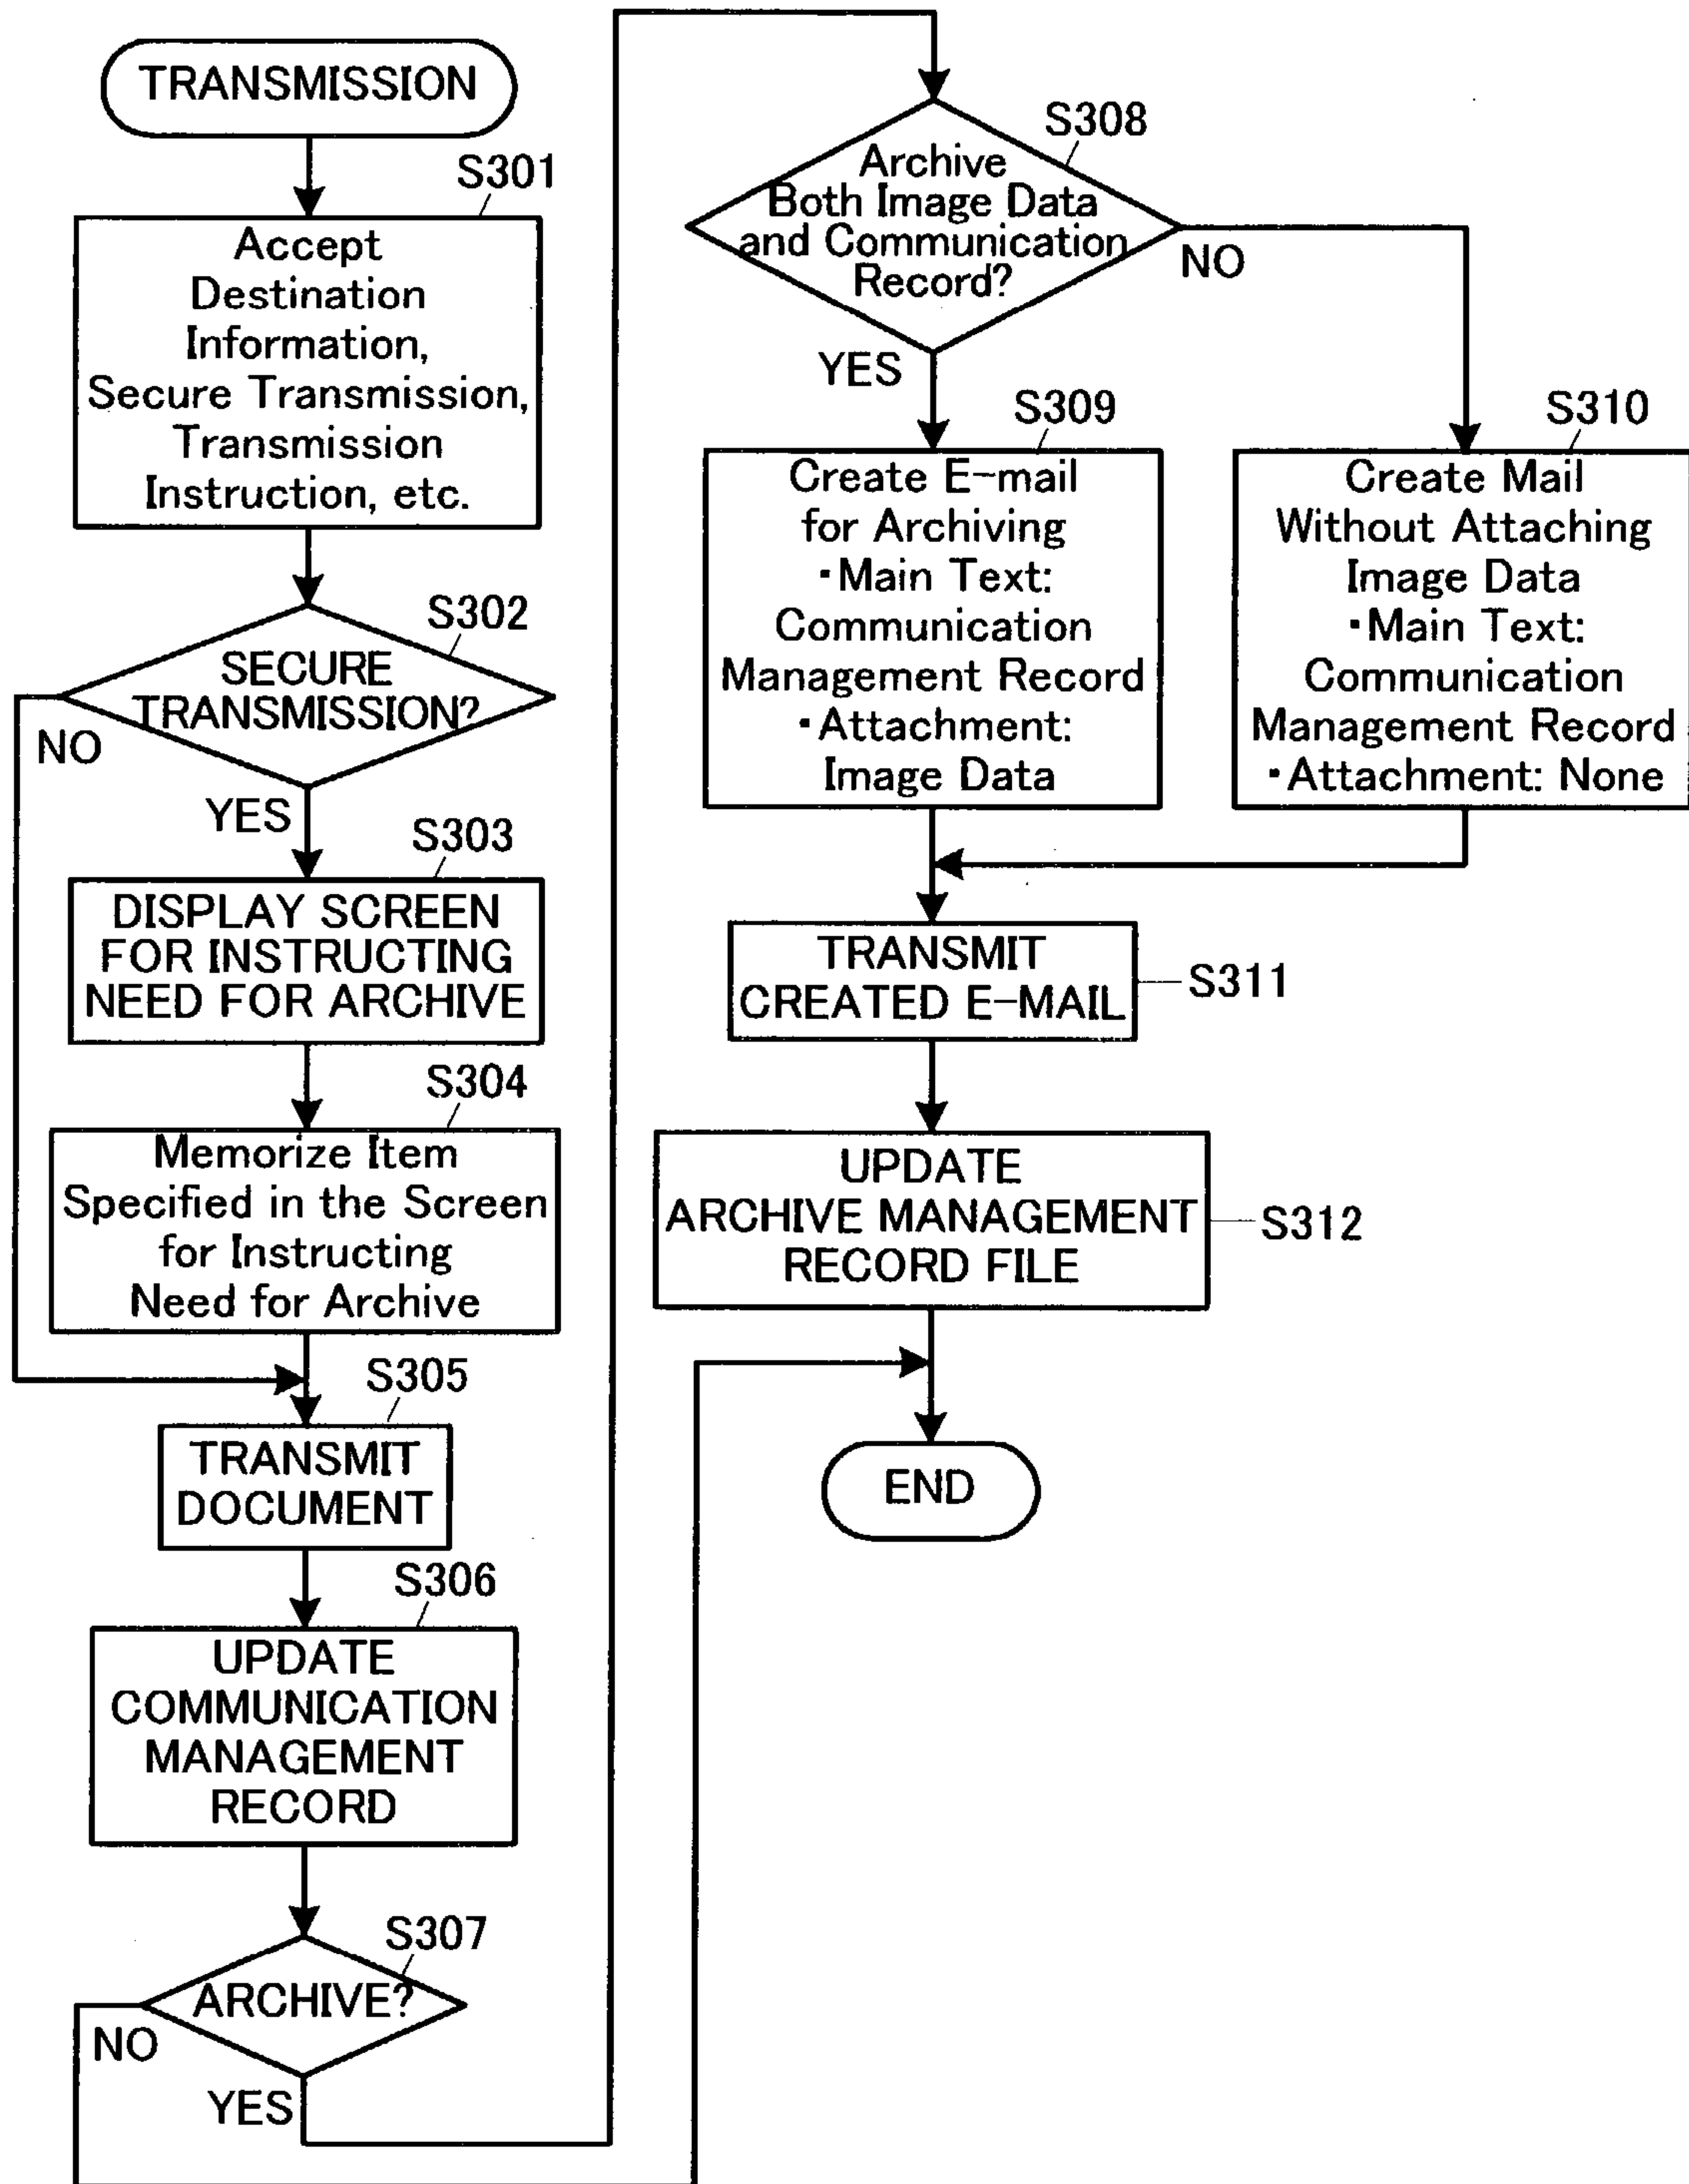 TRANSMISSION
S301
Accept
Destination
Information,
Secure Transmission,
Transmission
Instruction, etc.
S302
SECURE
TRANSMISSION?
NO
YES
S303
DISPLAY SCREEN
FOR INSTRUCTING
NEED FOR ARCHIVE
S304
Memorize Item
Specified in the Screen
for Instructing
Need for Archive
S305
TRANSMIT
DOCUMENT
S306
UPDATE
COMMUNICATION
MANAGEMENT
RECORD
S307
ARCHIVE?
NO
YES
S308
Archive
Both Image Data
and Communication
Record?
NO
YES
S309
Create E-mail
for Archiving
・Main Text:
Communication
Management Record
・Attachment:
Image Data
S310
Create Mail
Without Attaching
Image Data
・Main Text:
Communication
Management Record
・Attachment: None
TRANSMIT
CREATED E-MAIL
S311
UPDATE
ARCHIVE MANAGEMENT
RECORD FILE
S312
END